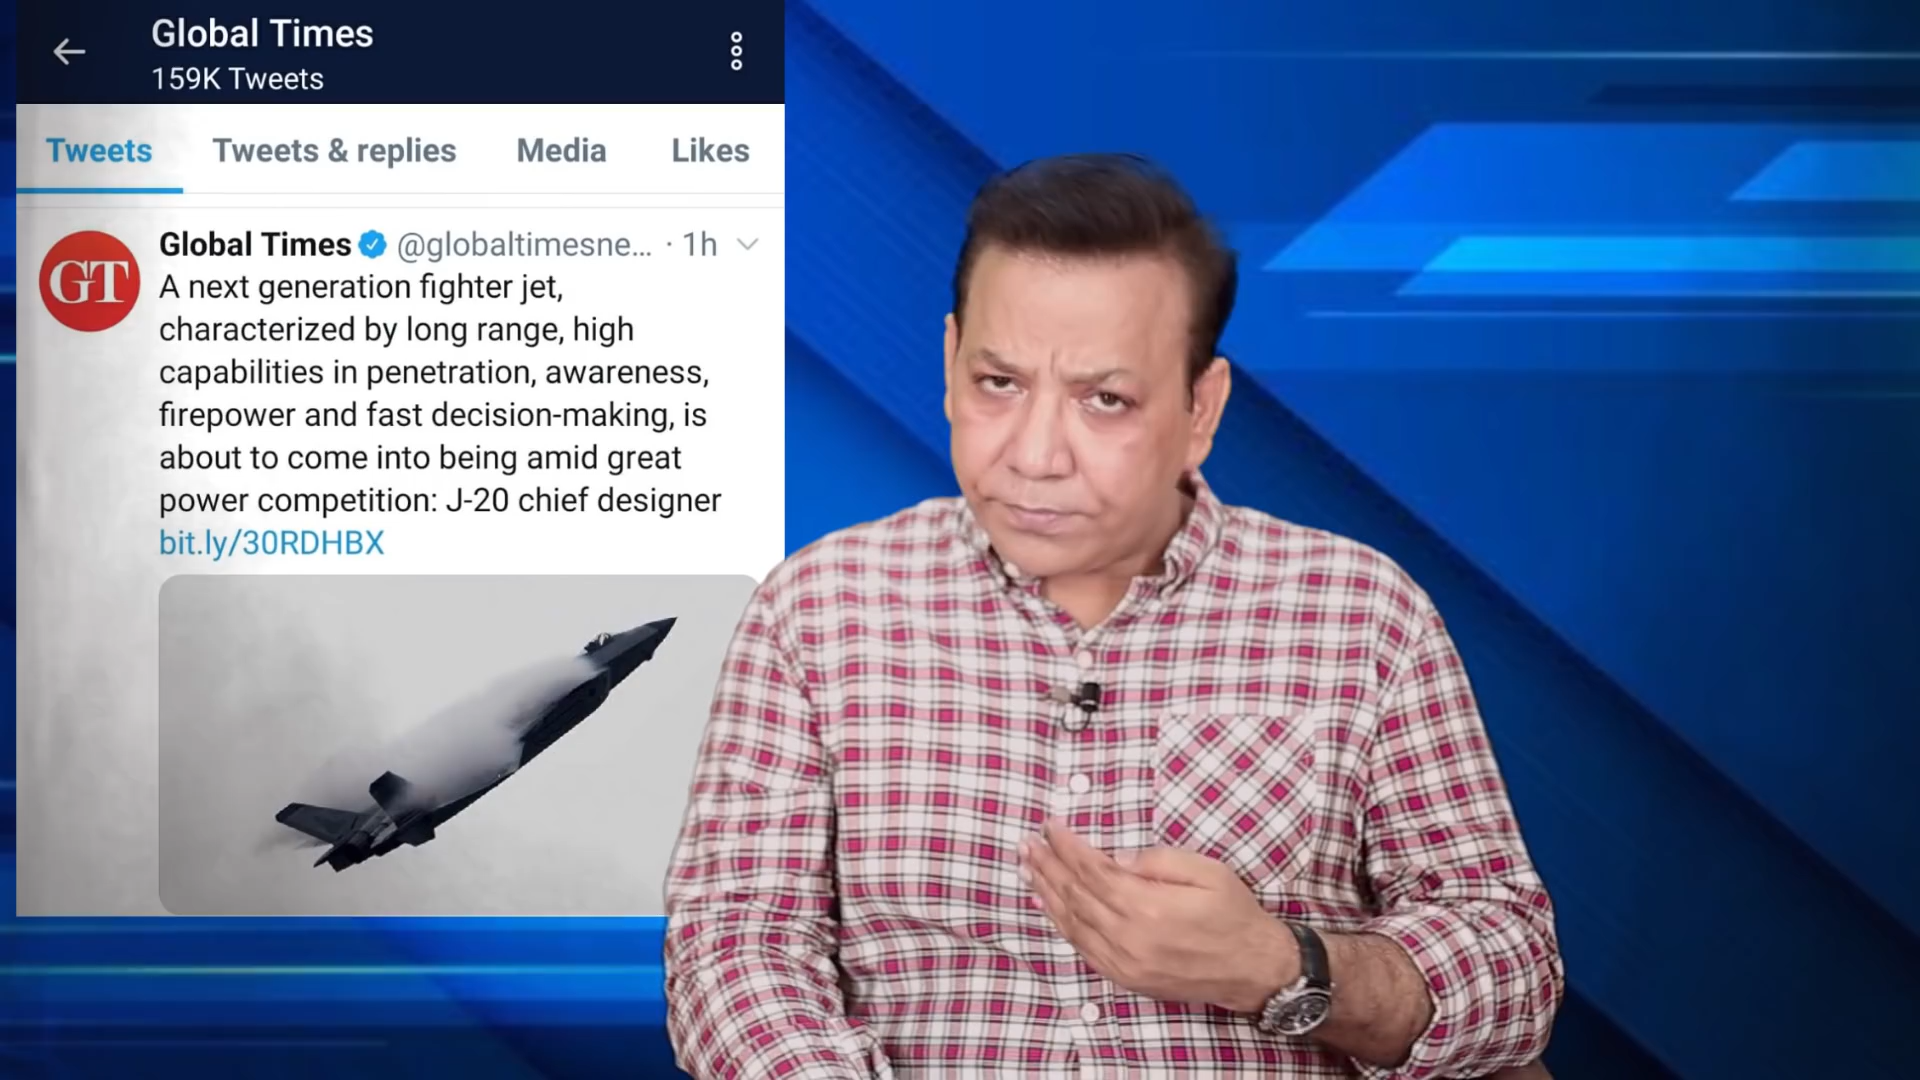 Global Times
159K Tweets
Tweets Tweets & replies Media Likes
GT
Global Times @globaltimesne... · 1h
A next generation fighter jet,
characterized by long range, high
capabilities in penetration, awareness,
firepower and fast decision-making, is
about to come into being amid great
power competition: J-20 chief designer
bit.ly/30RDHBX